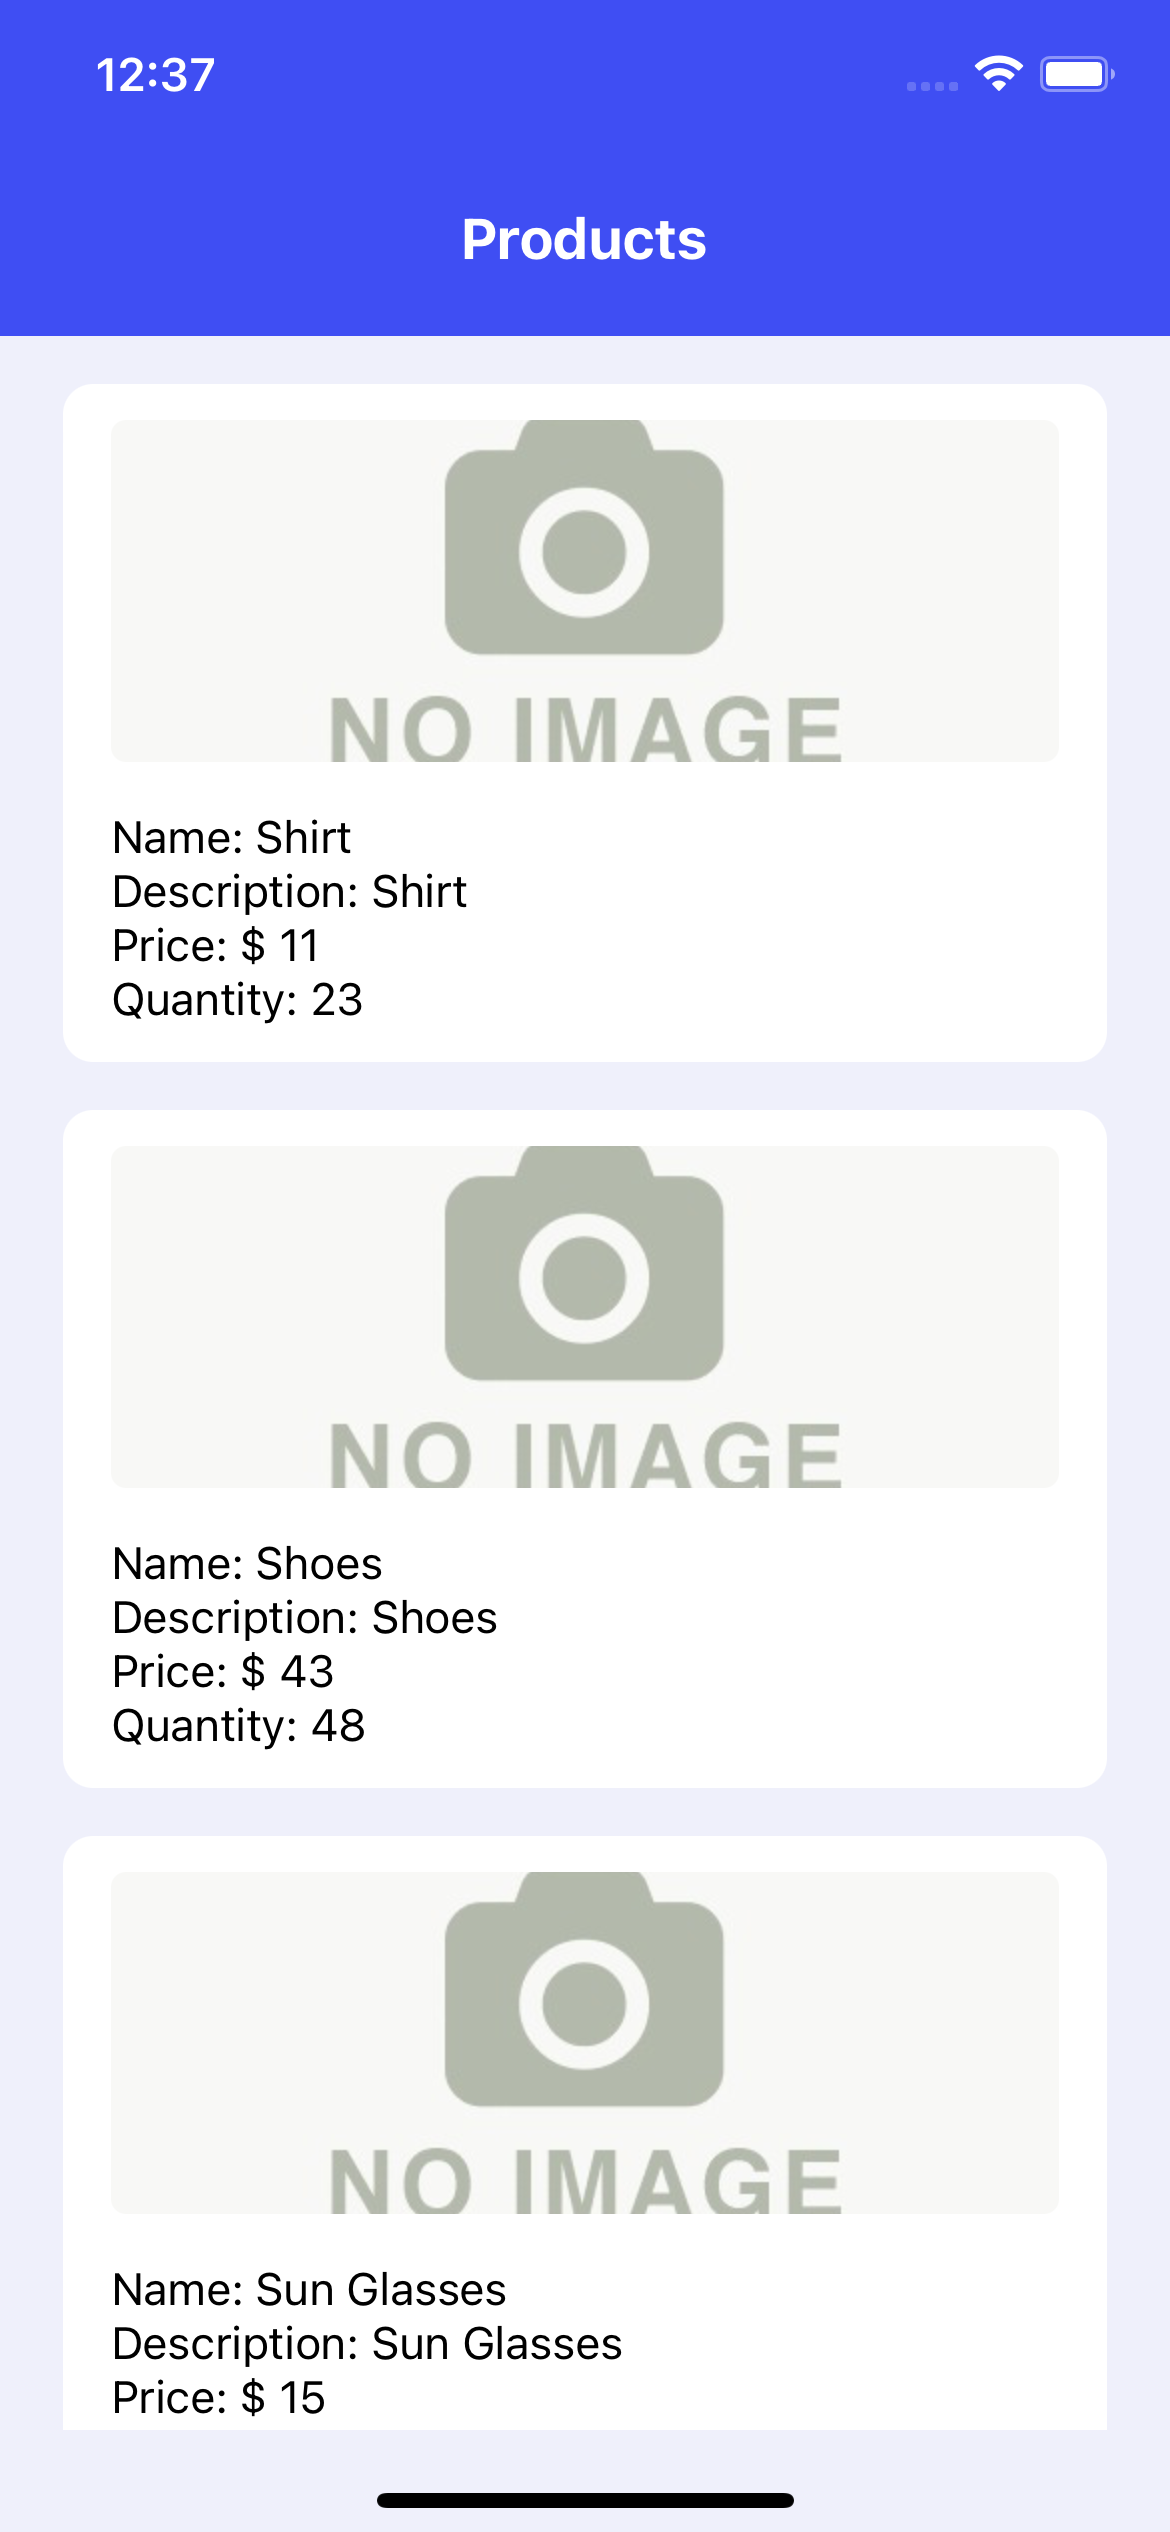 12:37
Products
NO IMAGE
Name: Shirt
Description: Shirt
Price: $ 11
Quantity: 23
NO IMAGE
Name: Shoes
Description: Shoes
Price: $ 43
Quantity: 48
NO IMAGE
Name: Sun Glasses
Description: Sun Glasses
Price: $ 15